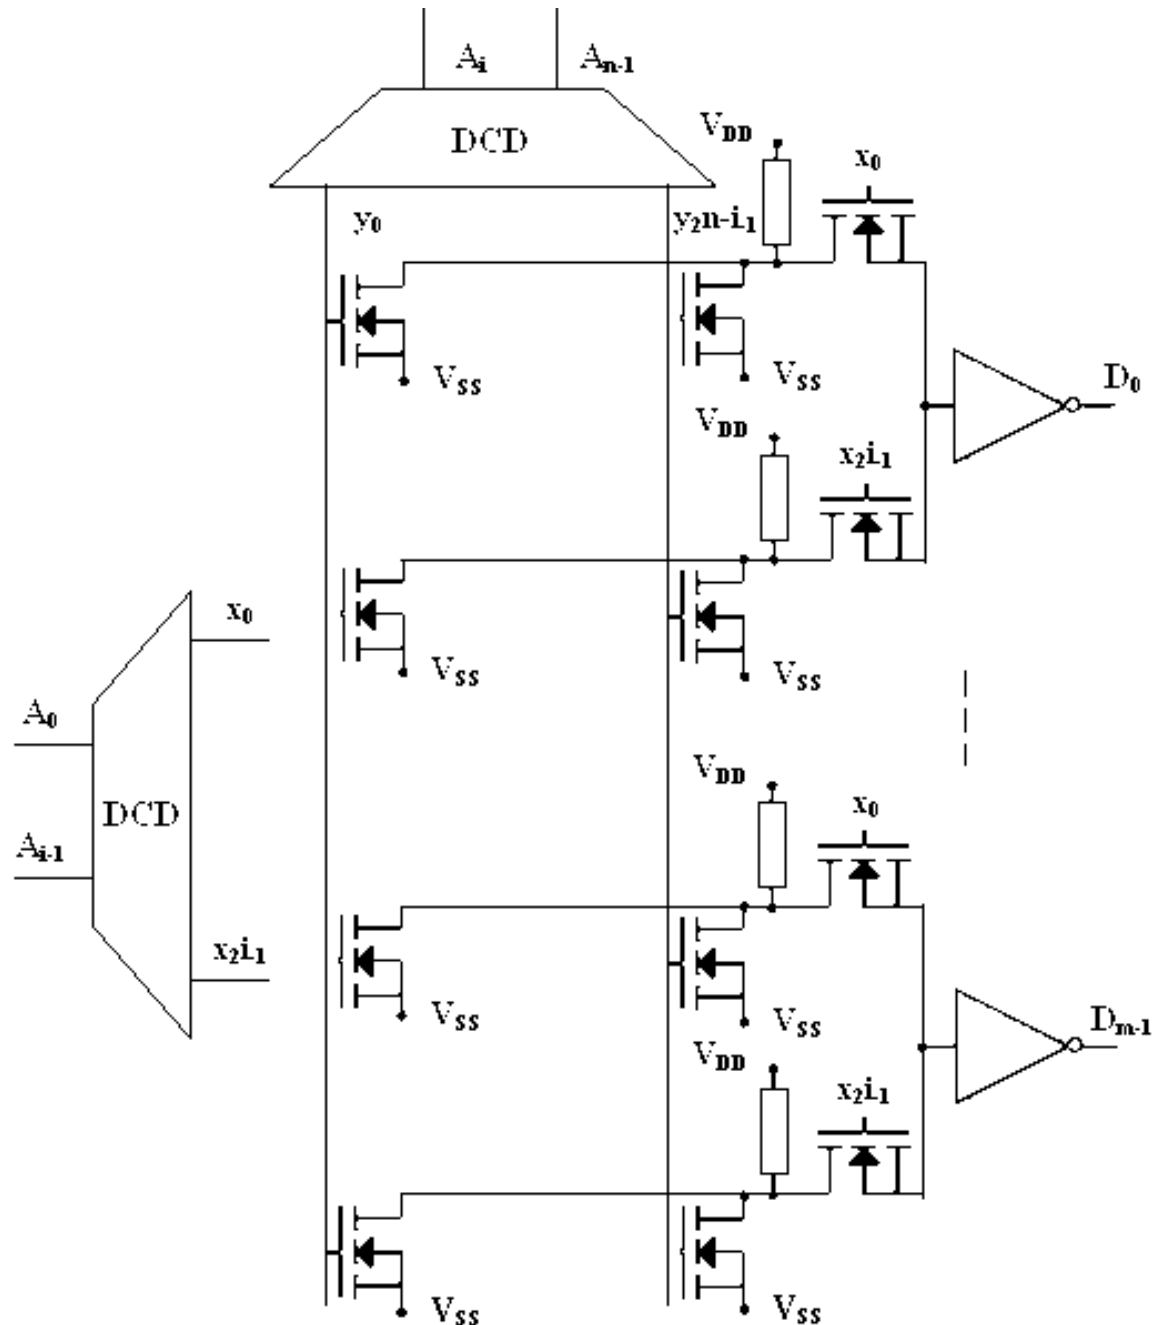 Ai An-1
DCD
VDD
x0
y0
y2n-i1
VSS
VSS
D0
VDD
x2i1
VSS
VSS
x0
A0
DCD
Ai-1
x2i1
VDD
x0
VSS
VSS
Dm-1
VDD
x2i1
VSS
VSS